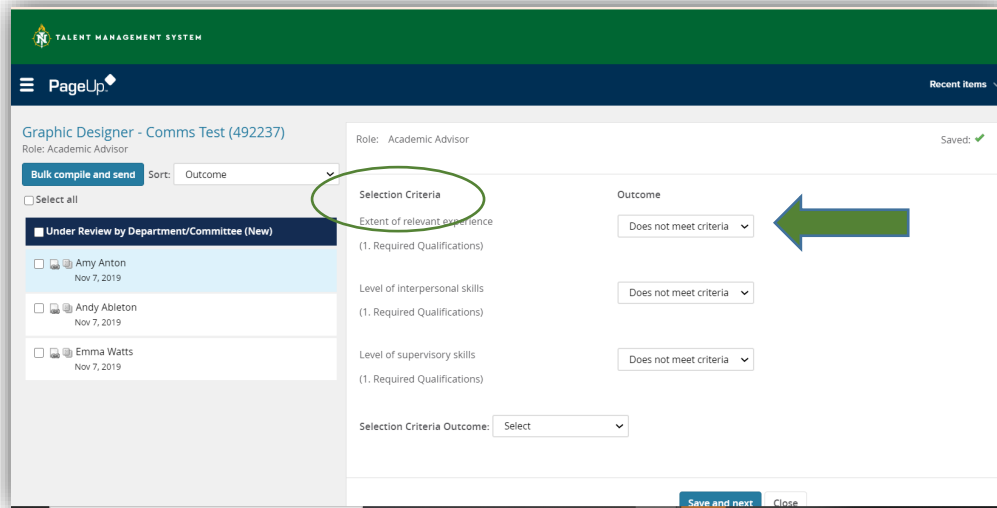 TALENT MANAGEMENT SYSTEM
PageUp
Recent items
Graphic Designer - Comms Test (492237)
Role: Academic Advisor
Bulk compile and send Sort: Outcome
Select all
Under Review by Department/Committee (New)
Amy Anton
Nov 7, 2019
Andy Ableton
Nov 7, 2019
Emma Watts
Nov 7, 2019
Role: Academic Advisor Saved:
Selection Criteria Outcome
Extent of relevant experience Does not meet criteria
(1. Required Qualifications)
Level of interpersonal skills Does not meet criteria
(1. Required Qualifications)
Level of supervisory skills Does not meet criteria
(1. Required Qualifications)
Selection Criteria Outcome: Select
Save and next Close